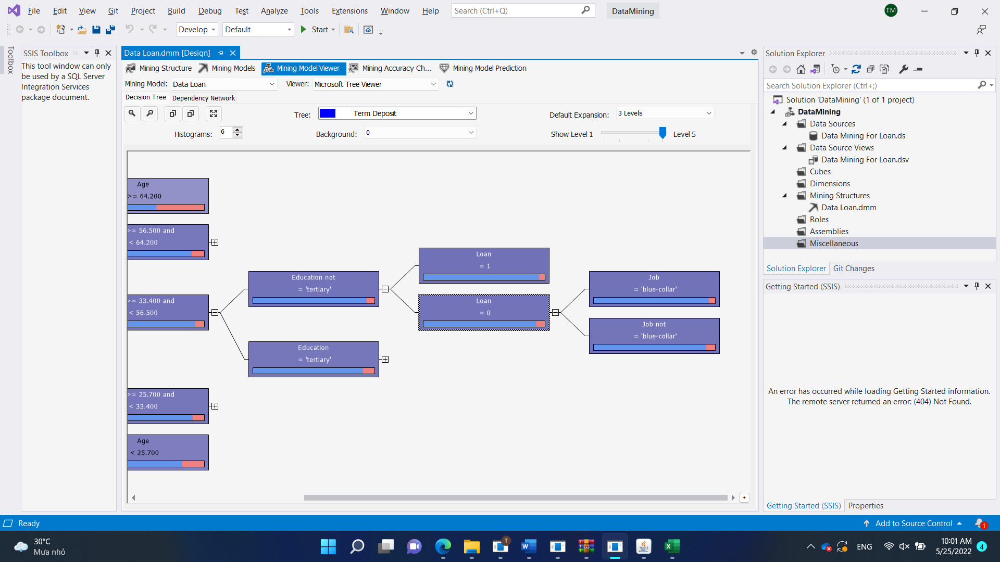 File Edit View Git Project Build Debug Test Analyze Tools Extensions Window Help Search (Ctrl+Q) DataMining TM
Develop Default Start
Toolbox
SSIS Toolbox
This tool window can only
be used by a SQL Server
Integration Services
package document.
Data Loan.dmm [Design]
Mining Structure Mining Models Mining Model Viewer Mining Accuracy Ch... Mining Model Prediction
Mining Model: Data Loan Viewer: Microsoft Tree Viewer
Decision Tree Dependency Network
Tree: Term Deposit Default Expansion: 3 Levels
Histograms: 6 Background: 0 Show Level 1 Level 5
Age
>= 64.200
>= 56.500 and
< 64.200
>= 33.400 and
< 56.500
>= 25.700 and
< 33.400
Age
< 25.700
Education not
= 'tertiary'
Education
= 'tertiary'
Loan
= 1
Loan
= 0
Job
= 'blue-collar'
Job not
= 'blue-collar'
Solution Explorer
Search Solution Explorer (Ctrl+;)
Solution 'DataMining' (1 of 1 project)
DataMining
Data Sources
Data Mining For Loan.ds
Data Source Views
Data Mining For Loan.dsv
Cubes
Dimensions
Mining Structures
Data Loan.dmm
Roles
Assemblies
Miscellaneous
Solution Explorer Git Changes
Getting Started (SSIS)
An error has occurred while loading Getting Started information.
The remote server returned an error: (404) Not Found.
Getting Started (SSIS) Properties
Ready
Add to Source Control 1
30°C
Mưa nhỏ
T
W
X
ENG
10:01 AM
5/25/2022
4